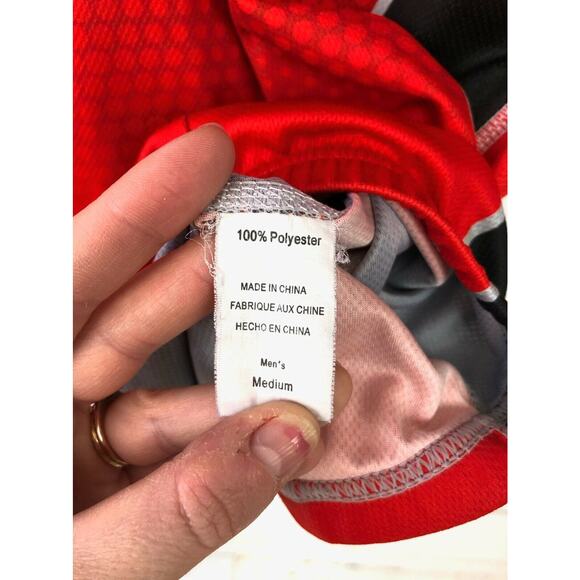 100% Polyester
MADE IN CHINA
FABRIQUE AUX CHINE
HECHO EN CHINA
Men's
Medium